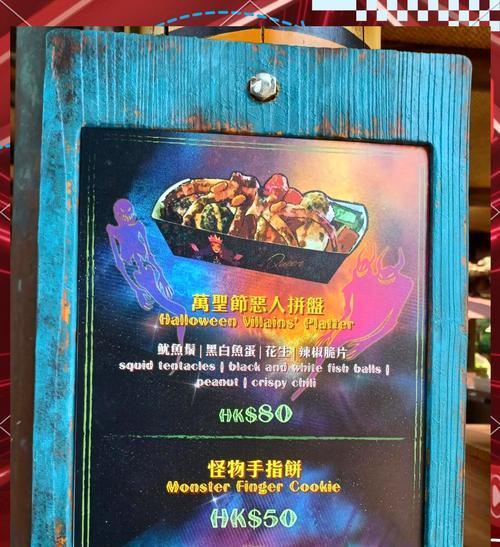 Queen
萬聖節惡人拼盤
Halloween Villains' Platter
魷魚鬚 | 黑白魚蛋 | 花生 | 辣椒脆片
squid tentacles | black and white fish balls |
peanut | crispy chili
HK$80
怪物手指餅
Monster Finger Cookie
HK$50